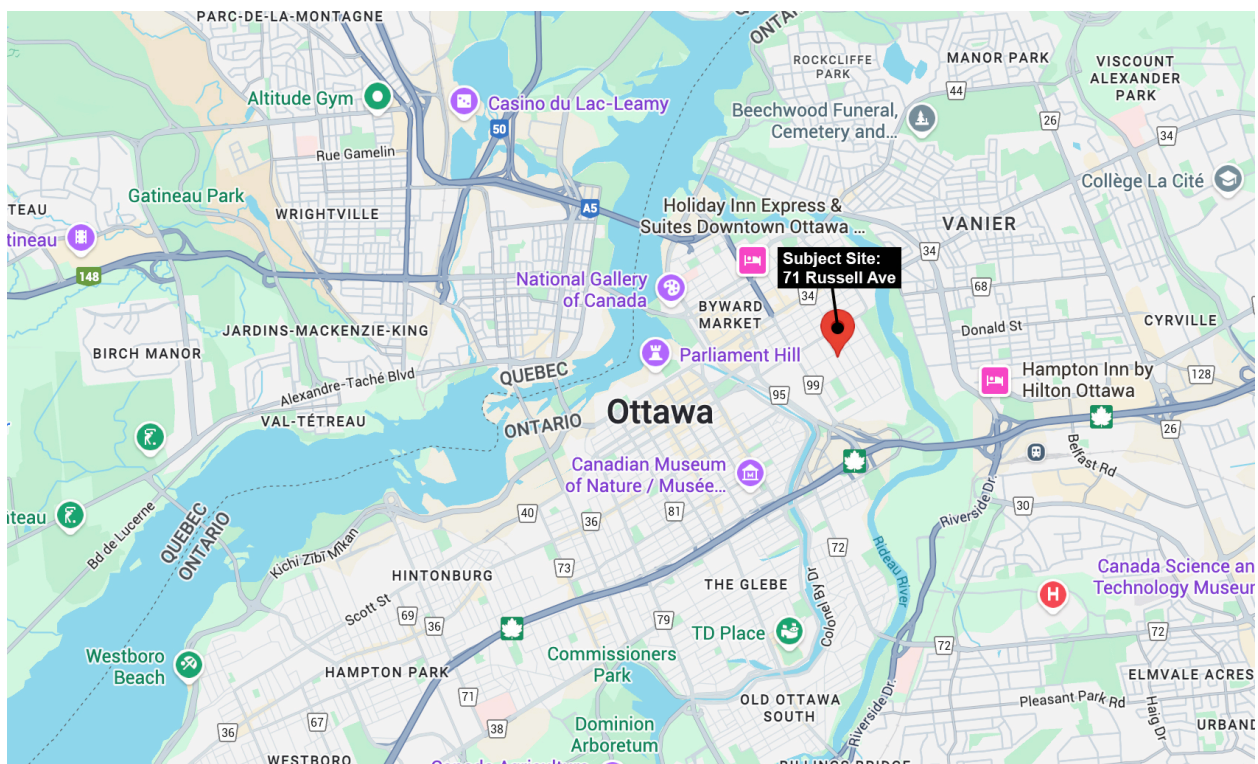 PARC-DE-LA-MONTAGNE
ONTA
ROCKCLIFFE
PARK
MANOR PARK
VISCOUNT
ALEXANDER
PARK
44
26
34
Altitude Gym
Casino du Lac-Leamy
50
Beechwood Funeral,
Cemetery and...
Rue Gamelin
Collège La Cité
Gatineau Park
TEAU
WRIGHTVILLE
A5
Holiday Inn Express &
Suites Downtown Ottawa ...
VANIER
34
tineau
148
National Gallery
of Canada
Subject Site:
71 Russell Ave
34
68
BYWARD
MARKET
Donald St
CYRVILLE
JARDINS-MACKENZIE-KING
BIRCH MANOR
Parliament Hill
Alexandre-Taché Blvd
QUEBEC
ONTARIO
Hampton Inn by
Hilton Ottawa
128
99
95
VAL-TÉTREAU
Ottawa
26
Belfast Rd
Canadian Museum
of Nature / Musée...
âteau
Bd de Lucerne
QUEBEC
ONTARIO
40
36
81
Riverside Dr.
30
Kichi Zībī Mīkan
72
Rideau River
HINTONBURG
73
THE GLEBE
Colonel By Dr
Canada Science an
Technology Museum
H
Scott St
69
36
79
TD Place
72
72
Westboro
Beach
HAMPTON PARK
Commissioners
Park
ELMVALE ACRES
71
OLD OTTAWA
SOUTH
Riverside Dr.
Pleasant Park Rd
Haig Dr
36
67
38
Dominion
Arboretum
URBAND
WESTBORO
BILLINGS BRIDGE